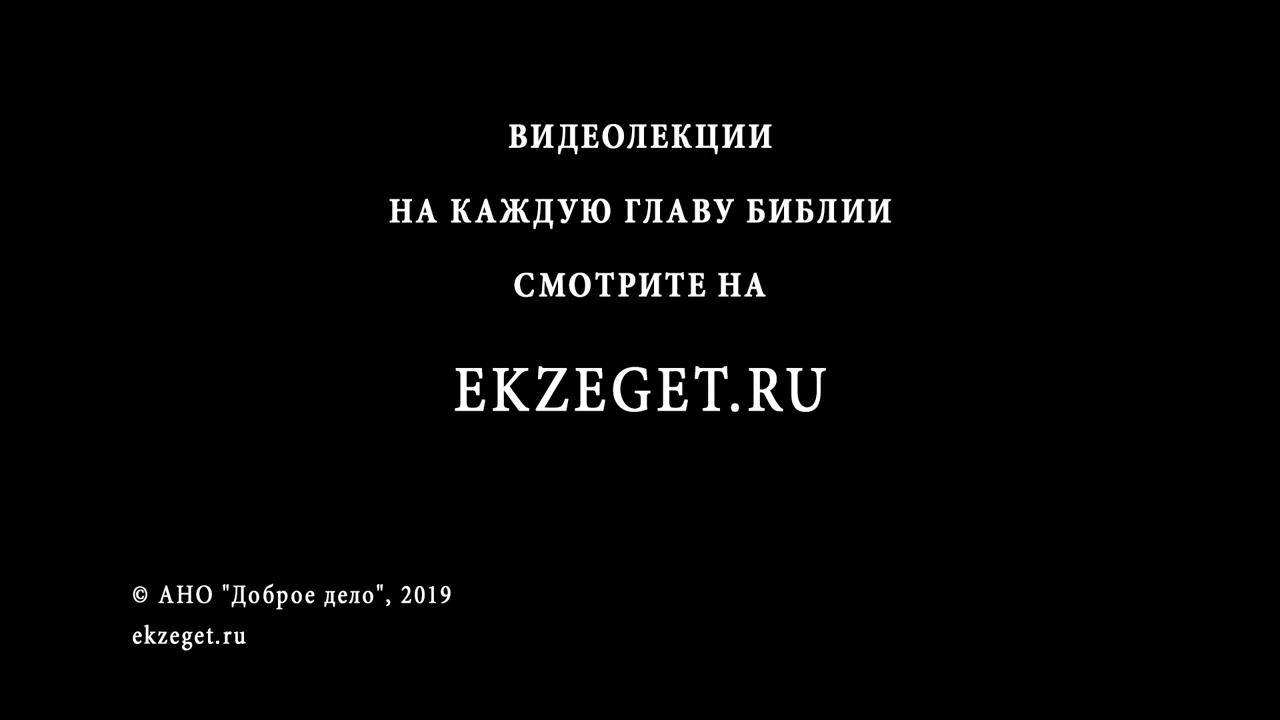 ВИДЕОЛЕКЦИИ
НА КАЖДУЮ ГЛАВУ БИБЛИИ
СМОТРИТЕ НА
EKZEGET.RU
© АНО "Доброе дело", 2019
ekzeget.ru